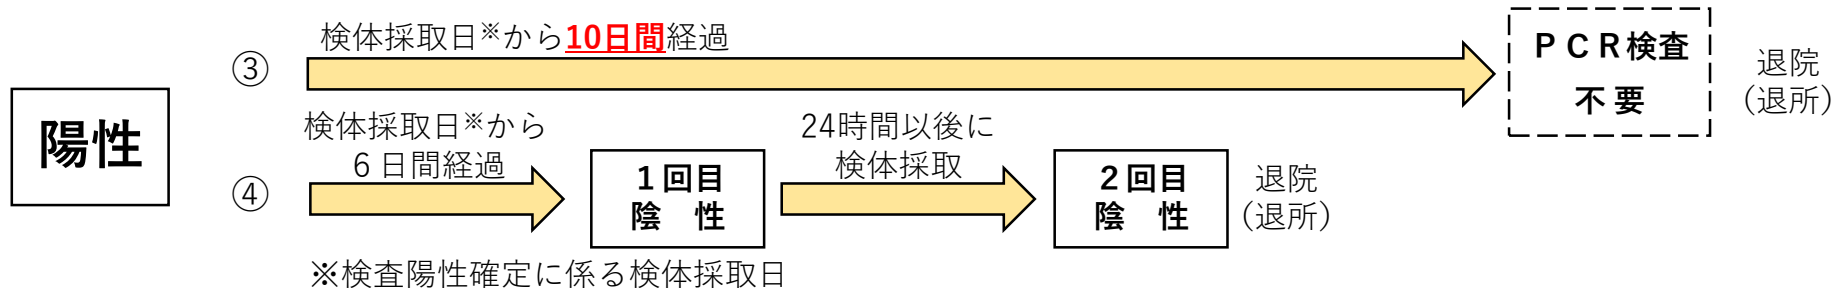 陽性
③
検体採取日※から10日間経過
ＰＣＲ検査
不 要
退院
(退所)
④
検体採取日※から
６日間経過
１回目
陰　性
24時間以後に
検体採取
２回目
陰　性
退院
(退所)
※検査陽性確定に係る検体採取日